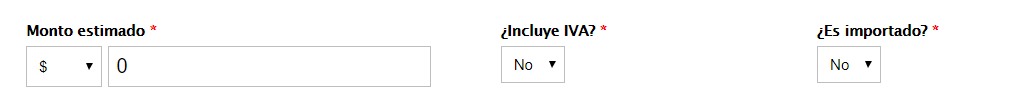 Monto estimado * ¿Incluye IVA? * ¿Es importado? *
$ 0 No No